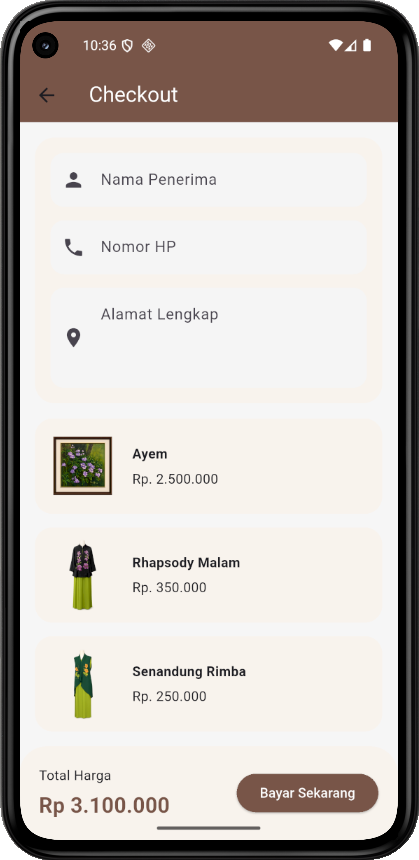 10:36
Checkout
Nama Penerima
Nomor HP
Alamat Lengkap
Ayem
Rp. 2.500.000
Rhapsody Malam
Rp. 350.000
Senandung Rimba
Rp. 250.000
Total Harga
Rp 3.100.000
Bayar Sekarang